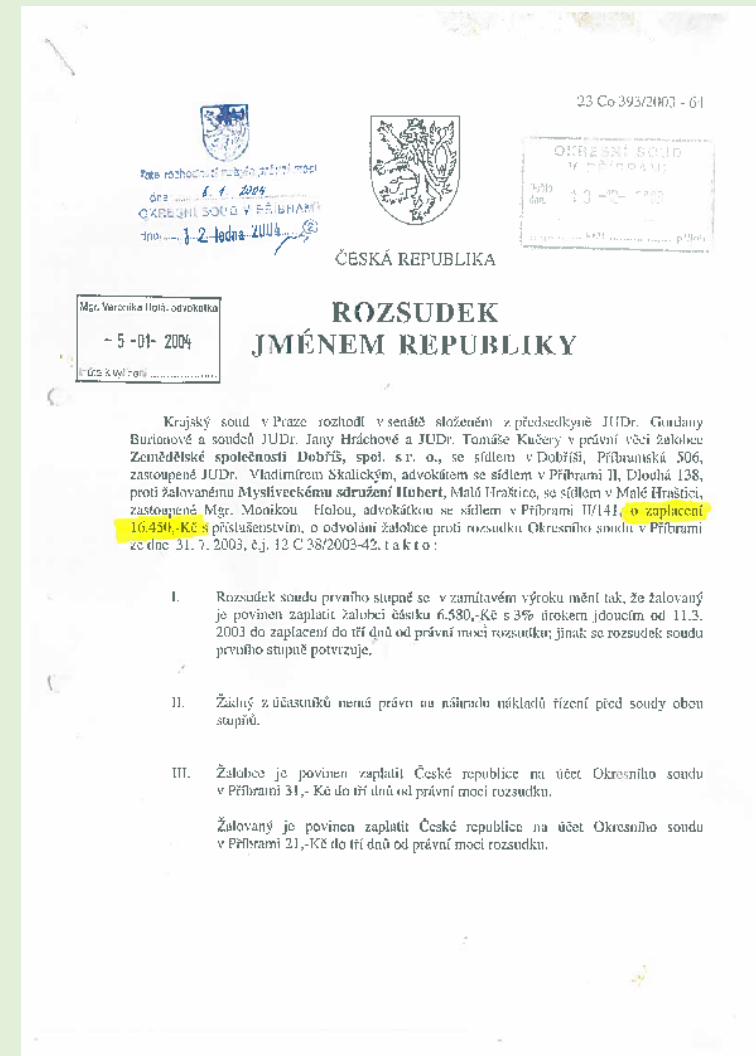 23 Co 393/2003 - 61
dne 6. 1. 2004
OKRESNÍ SOUD V PŘÍBRAMI
dne 12. ledna 2004
OKRESNÍ SOUD
V PŘÍBRAMI
ČESKÁ REPUBLIKA
Mgr. Veronika Holá, advokátka
- 5 -01- 2004
ROZSUDEK
JMÉNEM REPUBLIKY
Krajský soud v Praze rozhodl v senátě složeném z předsedkyně JUDr. Gordany
Burianové a soudců JUDr. Jany Hráchové a JUDr. Tomáše Kučery v právní věci žalobce
Zemědělské společnosti Dobříš, spol. s r. o., se sídlem v Dobříši, Příbramská 506,
zastoupené JUDr. Vladimírem Skalickým, advokátem se sídlem v Příbrami II, Dlouhá 138,
proti žalovanému Mysliveckému sdružení Hubert, Malá Hraštice, se sídlem v Malé Hraštici,
zastoupené Mgr. Monikou Holou, advokátkou se sídlem v Příbrami II/141, o zaplacení
16.450,-Kč s příslušenstvím, o odvolání žalobce proti rozsudku Okresního soudu v Příbrami
ze dne 31. 7. 2003, č.j. 12 C 38/2003-42, t a k t o :
I. Rozsudek soudu prvního stupně se v zamítavém výroku mění tak, že žalovaný
je povinen zaplatit žalobci částku 6.580,-Kč s 3% úrokem jdoucím od 11.3.
2003 do zaplacení do tří dnů od právní moci rozsudku; jinak se rozsudek soudu
prvního stupně potvrzuje.
II. Žádný z účastníků nemá právo na náhradu nákladů řízení před soudy obou
stupňů.
III. Žalobce je povinen zaplatit České republice na účet Okresního soudu
v Příbrami 31,- Kč do tří dnů od právní moci rozsudku.
Žalovaný je povinen zaplatit České republice na účet Okresního soudu
v Příbrami 21,-Kč do tří dnů od právní moci rozsudku.